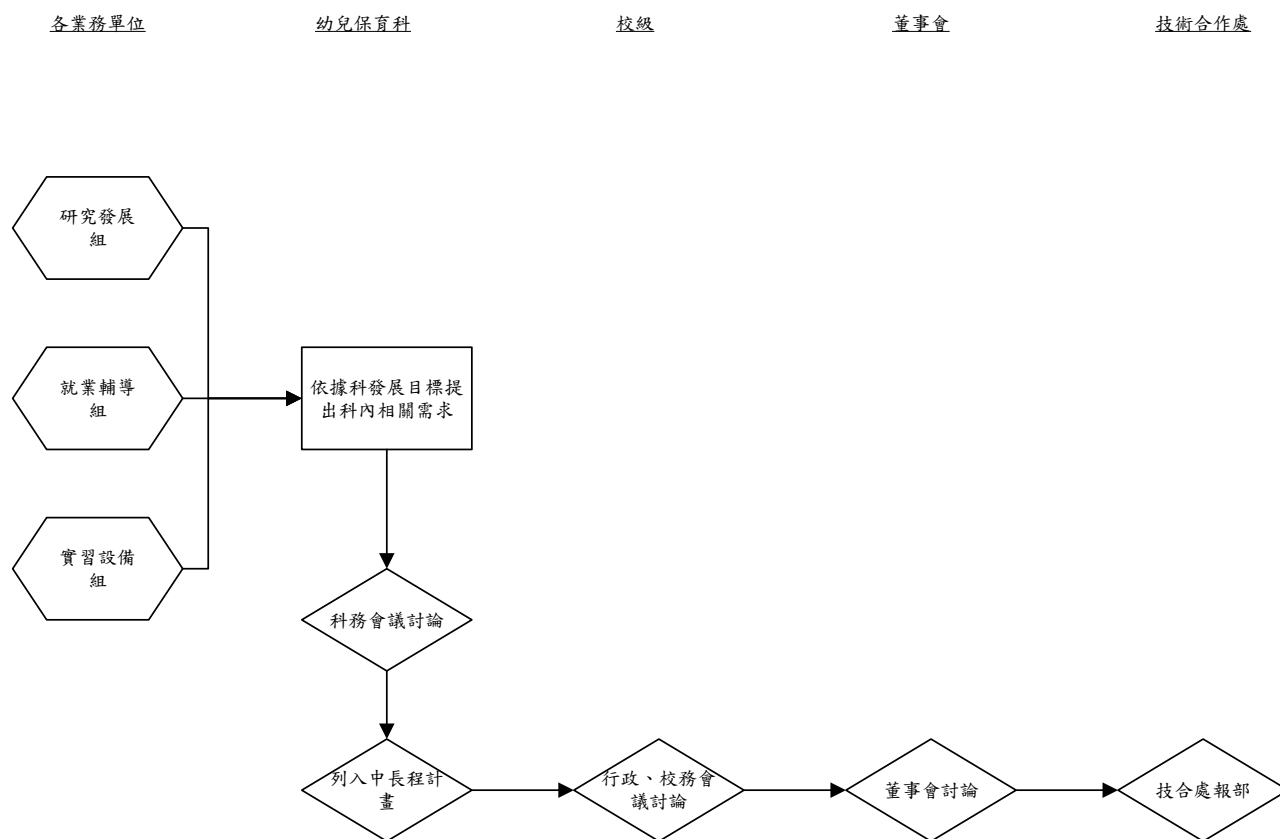 各業務單位
幼兒保育科
校級
董事會
技術合作處
研究發展
組
就業輔導
組
依據科發展目標提
出科內相關需求
實習設備
組
科務會議討論
列入中長程計
畫
行政、校務會
議討論
董事會討論
技合處報部